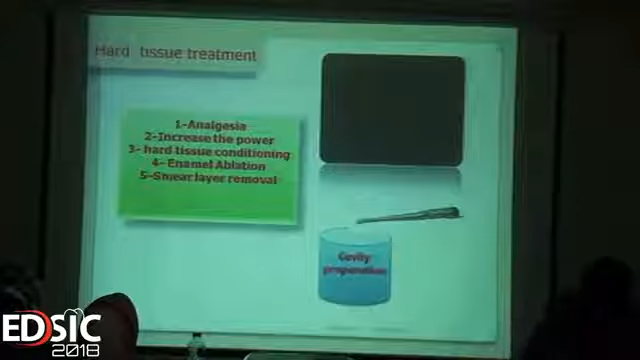 Hard tissue treatment
1-Analgesia
2-Increase the power
3- hard tissue conditioning
4- Enamel Ablation
5-Smear layer removal
Cavity
preparation
EDSIC
2018